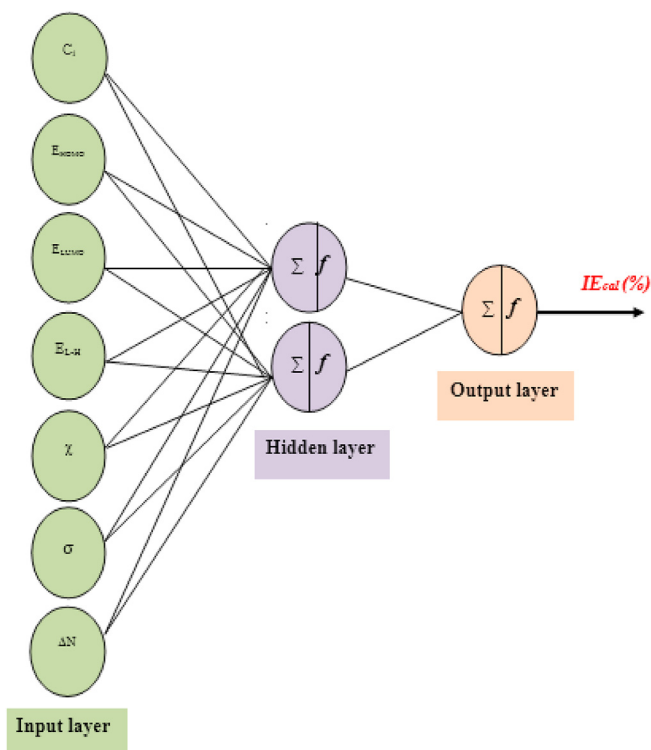 Ci
EHOMO
ELUMO
EL-H
χ
σ
ΔN
Input layer
Σ f
Σ f
Hidden layer
Σ f
Output layer
IEcal (%)